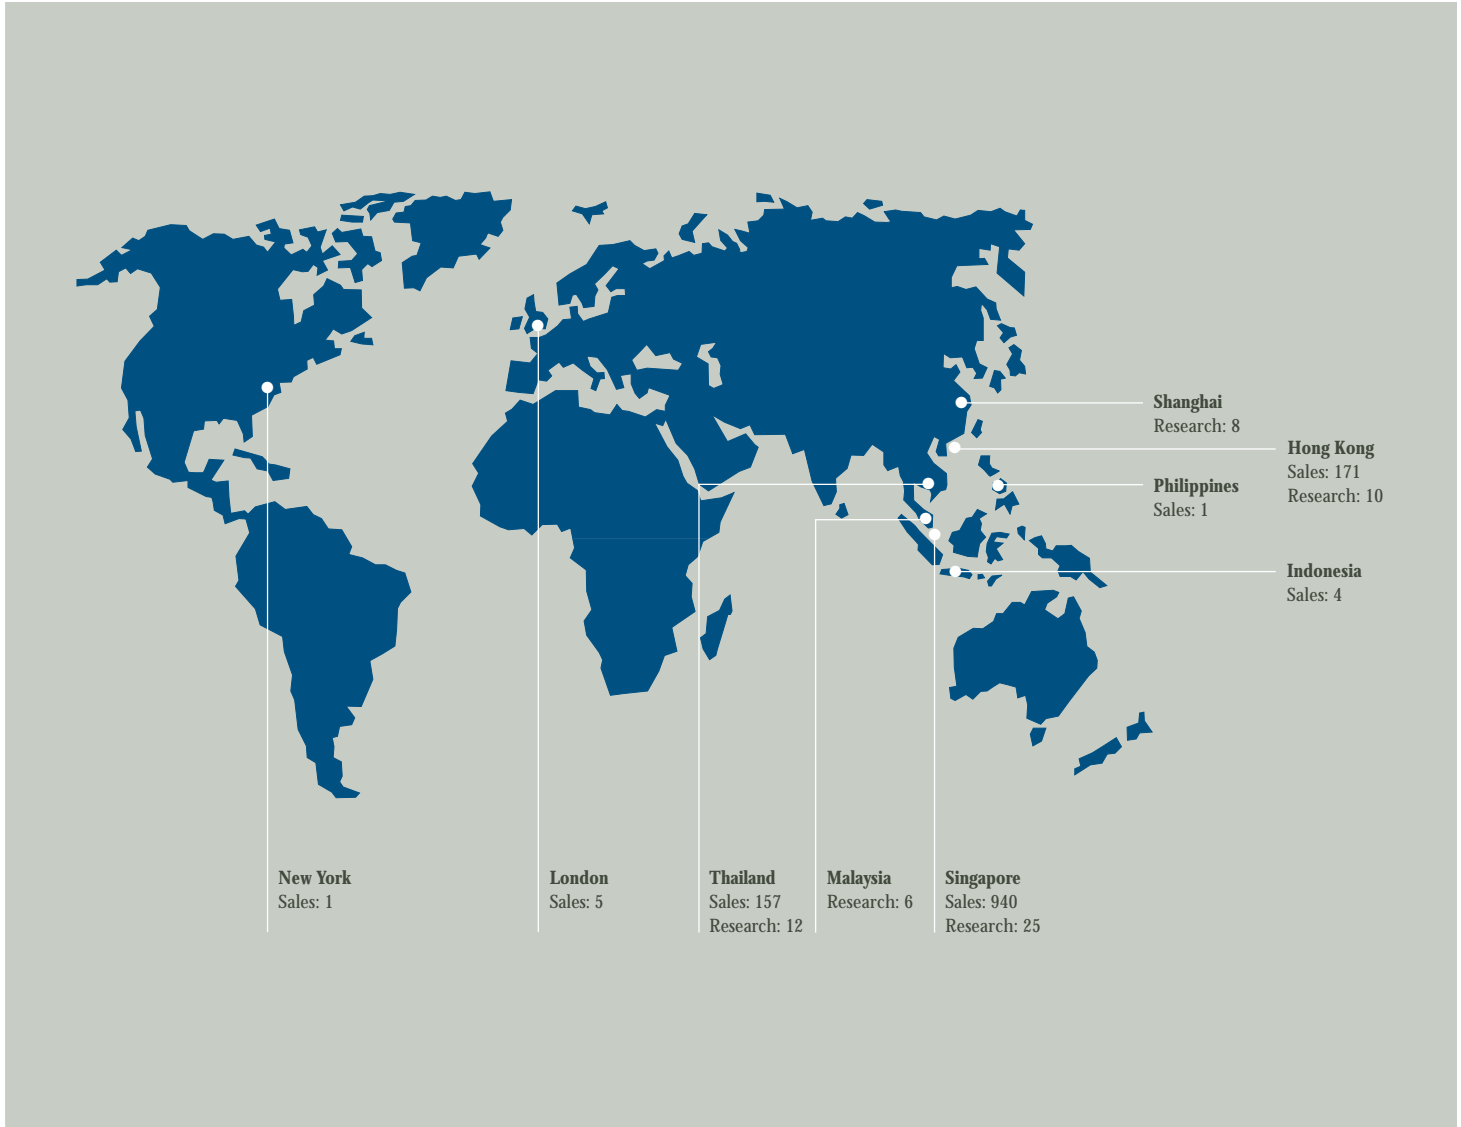 Shanghai
Research: 8
Hong Kong
Sales: 171
Research: 10
Philippines
Sales: 1
Indonesia
Sales: 4
New York
Sales: 1
London
Sales: 5
Thailand
Sales: 157
Research: 12
Malaysia
Research: 6
Singapore
Sales: 940
Research: 25